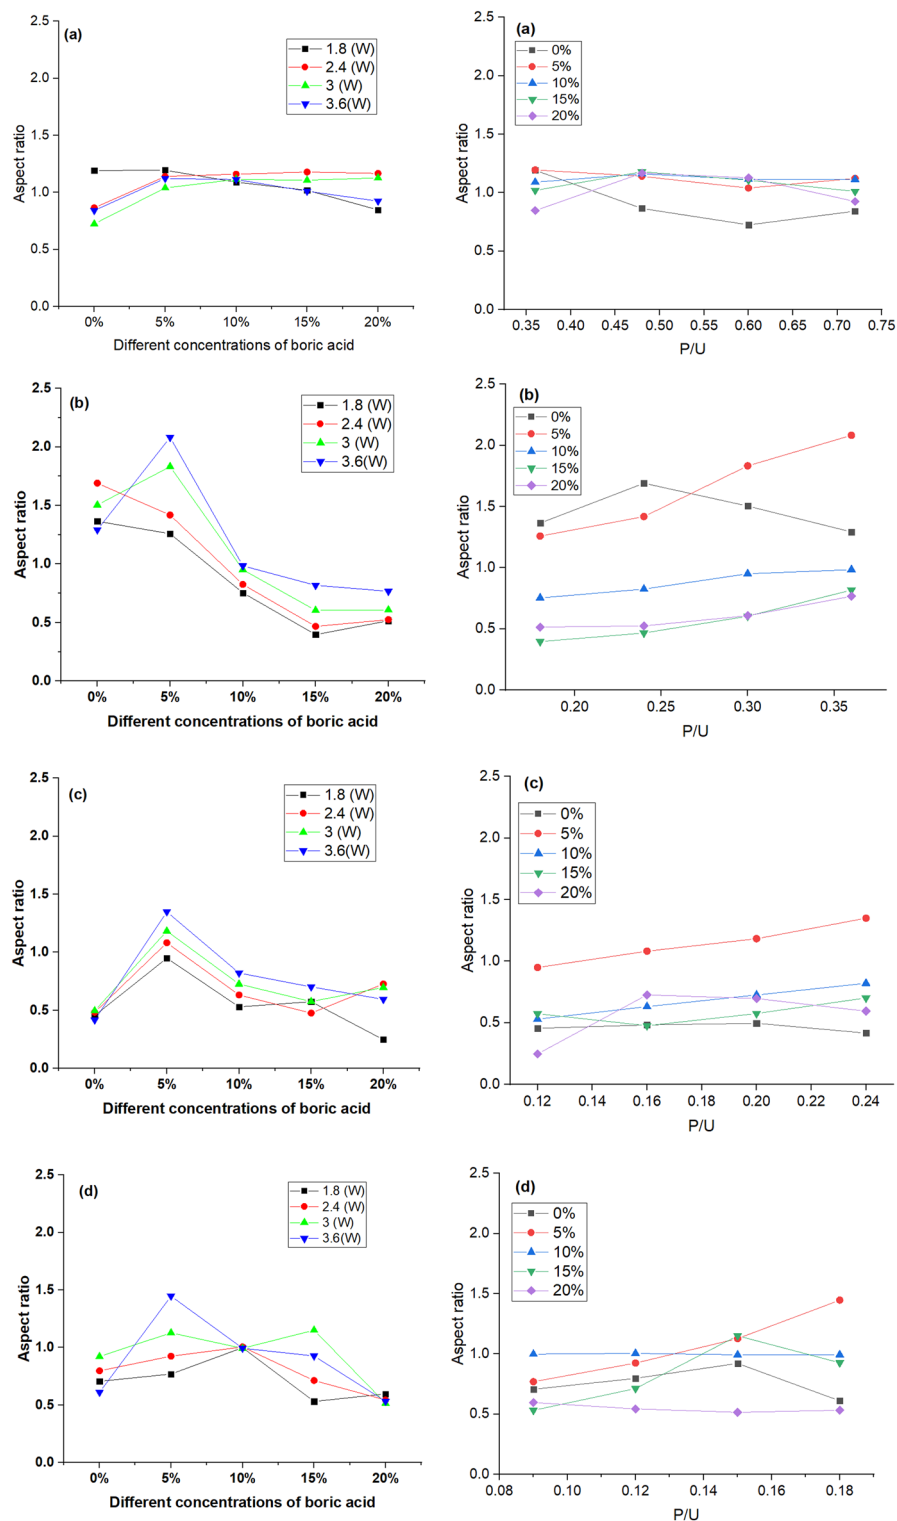 (a)
1.8 (W)
2.4 (W)
3 (W)
3.6(W)
2.5
2.0
1.5
1.0
0.5
0.0
Aspect ratio
0% 5% 10% 15% 20%
Different concentrations of boric acid
(a)
0%
5%
10%
15%
20%
2.5
2.0
1.5
1.0
0.5
0.0
Aspect ratio
0.35 0.40 0.45 0.50 0.55 0.60 0.65 0.70 0.75
P/U
(b)
1.8 (W)
2.4 (W)
3 (W)
3.6(W)
2.5
2.0
1.5
1.0
0.5
0.0
Aspect ratio
0% 5% 10% 15% 20%
Different concentrations of boric acid
(b)
0%
5%
10%
15%
20%
2.5
2.0
1.5
1.0
0.5
0.0
Aspect ratio
0.20 0.25 0.30 0.35
P/U
(c)
1.8 (W)
2.4 (W)
3 (W)
3.6(W)
2.5
2.0
1.5
1.0
0.5
0.0
Aspect ratio
0% 5% 10% 15% 20%
Different concentrations of boric acid
(c)
0%
5%
10%
15%
20%
2.5
2.0
1.5
1.0
0.5
0.0
Aspect ratio
0.12 0.14 0.16 0.18 0.20 0.22 0.24
P/U
(d)
1.8 (W)
2.4 (W)
3 (W)
3.6(W)
2.5
2.0
1.5
1.0
0.5
0.0
Aspect ratio
0% 5% 10% 15% 20%
Different concentrations of boric acid
(d)
0%
5%
10%
15%
20%
2.5
2.0
1.5
1.0
0.5
0.0
Aspect ratio
0.08 0.10 0.12 0.14 0.16 0.18
P/U